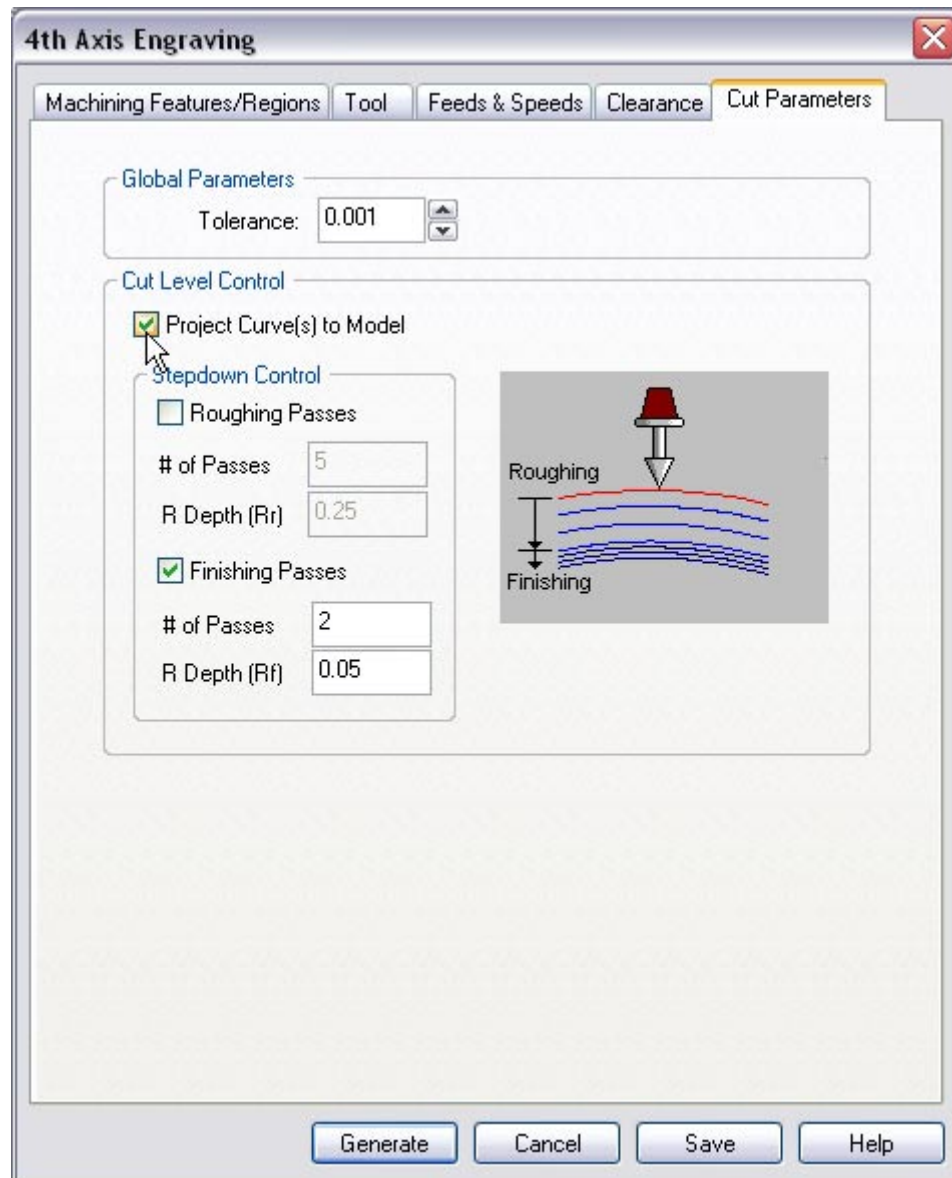 4th Axis Engraving
Machining Features/Regions Tool Feeds & Speeds Clearance Cut Parameters
Global Parameters
Tolerance: 0.001
Cut Level Control
Project Curve(s) to Model
Stepdown Control
Roughing Passes
# of Passes 5
R Depth (Rr) 0.25
Finishing Passes
# of Passes 2
R Depth (Rf) 0.05
Roughing
Finishing
Generate Cancel Save Help